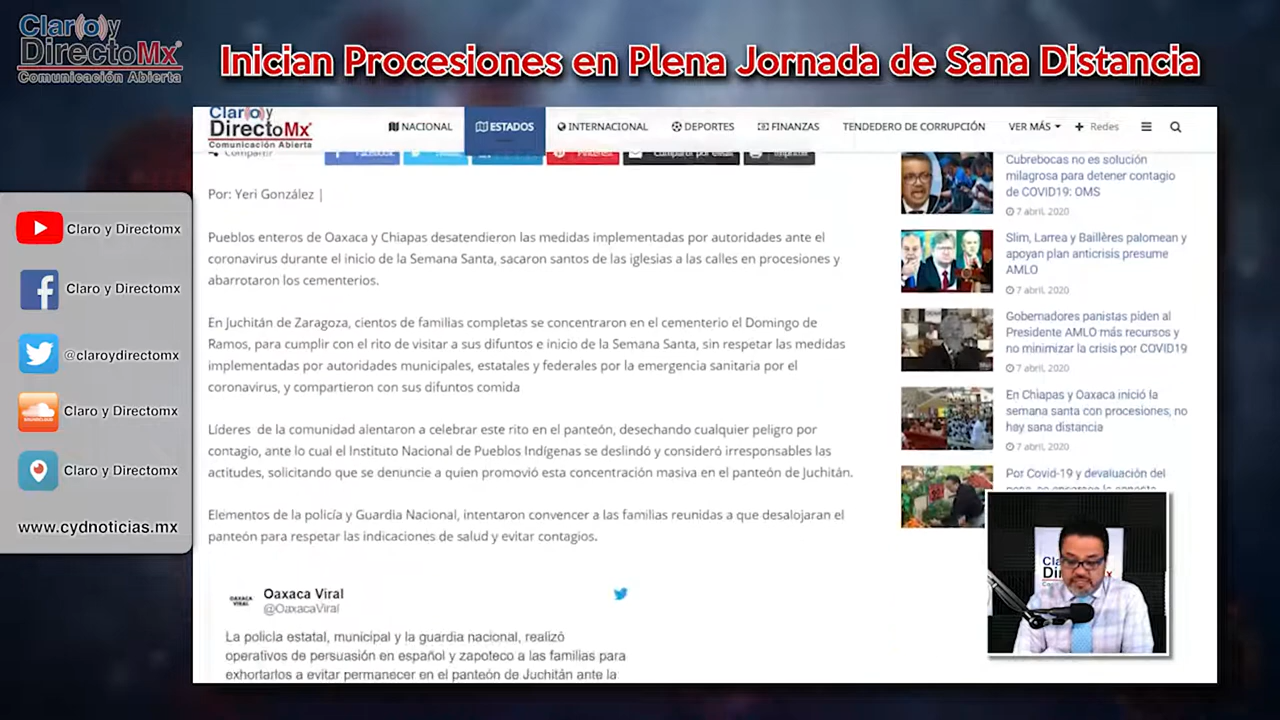 Claro y
DirectoMx
Comunicación Abierta
Inician Procesiones en Plena Jornada de Sana Distancia
Claro y
DirectoMx
Comunicación Abierta
NACIONAL
ESTADOS
INTERNACIONAL
DEPORTES
FINANZAS
TENDEDERO DE CORRUPCIÓN
VER MÁS
+ Redes
Compartir
Facebook
Twitter
Pinterest
Compartir por email
Imprimir
Por: Yeri González |
Pueblos enteros de Oaxaca y Chiapas desatendieron las medidas implementadas por autoridades ante el
coronavirus durante el inicio de la Semana Santa, sacaron santos de las iglesias a las calles en procesiones y
abarrotaron los cementerios.
En Juchitán de Zaragoza, cientos de familias completas se concentraron en el cementerio el Domingo de
Ramos, para cumplir con el rito de visitar a sus difuntos e inicio de la Semana Santa, sin respetar las medidas
implementadas por autoridades municipales, estatales y federales por la emergencia sanitaria por el
coronavirus, y compartieron con sus difuntos comida
Líderes de la comunidad alentaron a celebrar este rito en el panteón, desechando cualquier peligro por
contagio, ante lo cual el Instituto Nacional de Pueblos Indígenas se deslindó y consideró irresponsables las
actitudes, solicitando que se denuncie a quien promovió esta concentración masiva en el panteón de Juchitán.
Elementos de la policía y Guardia Nacional, intentaron convencer a las familias reunidas a que desalojaran el
panteón para respetar las indicaciones de salud y evitar contagios.
OAXACA
VIRAL
Oaxaca Viral
@OaxacaViral
La policía estatal, municipal y la guardia nacional, realizó
operativos de persuasión en español y zapoteco a las familias para
exhortarlos a evitar permanecer en el panteón de Juchitán ante la
Cubrebocas no es solución
milagrosa para detener contagio
de COVID19: OMS
7 abril, 2020
Slim, Larrea y Baillères palomean y
apoyan plan anticrisis presume
AMLO
7 abril, 2020
Gobernadores panistas piden al
Presidente AMLO más recursos y
no minimizar la crisis por COVID19
7 abril, 2020
En Chiapas y Oaxaca inició la
semana santa con procesiones, no
hay sana distancia
7 abril, 2020
Por Covid-19 y devaluación del
Claro y Directomx
Claro y Directomx
@claroydirectomx
Claro y Directomx
Claro y Directomx
www.cydnoticias.mx